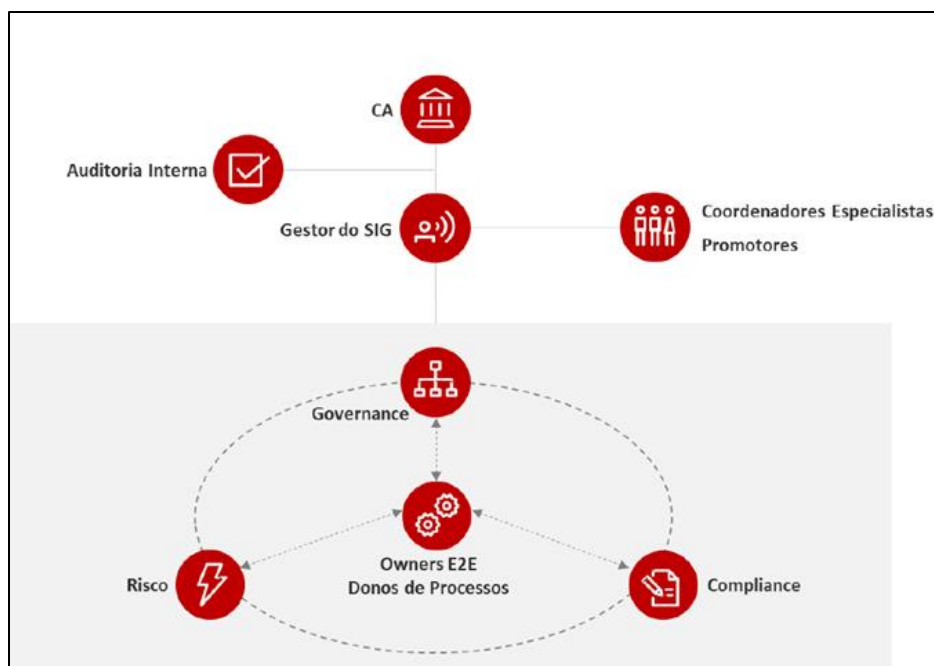 CA
Auditoria Interna
Gestor do SIG
Coordenadores Especialistas
Promotores
Governance
Owners E2E
Donos de Processos
Risco
Compliance